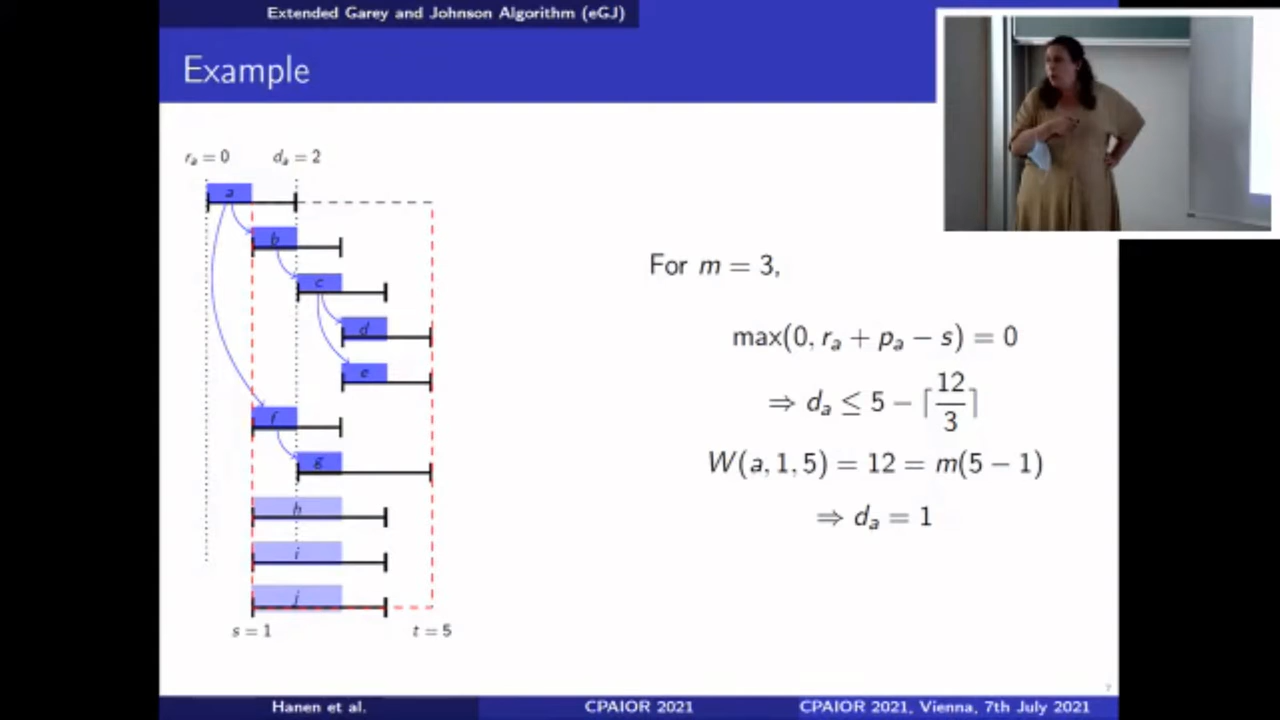 Extended Garey and Johnson Algorithm (eGJ)
Example
r_a = 0
d_a = 2
a
b
c
d
e
f
g
h
i
j
s = 1
t = 5
For m = 3,
max(0, r_a + p_a − s) = 0
⇒ d_a ≤ 5 − ⌈12/3⌉
W(a, 1, 5) = 12 = m(5 − 1)
⇒ d_a = 1
7
Hanen et al.
CPAIOR 2021
CPAIOR 2021, Vienna, 7th July 2021